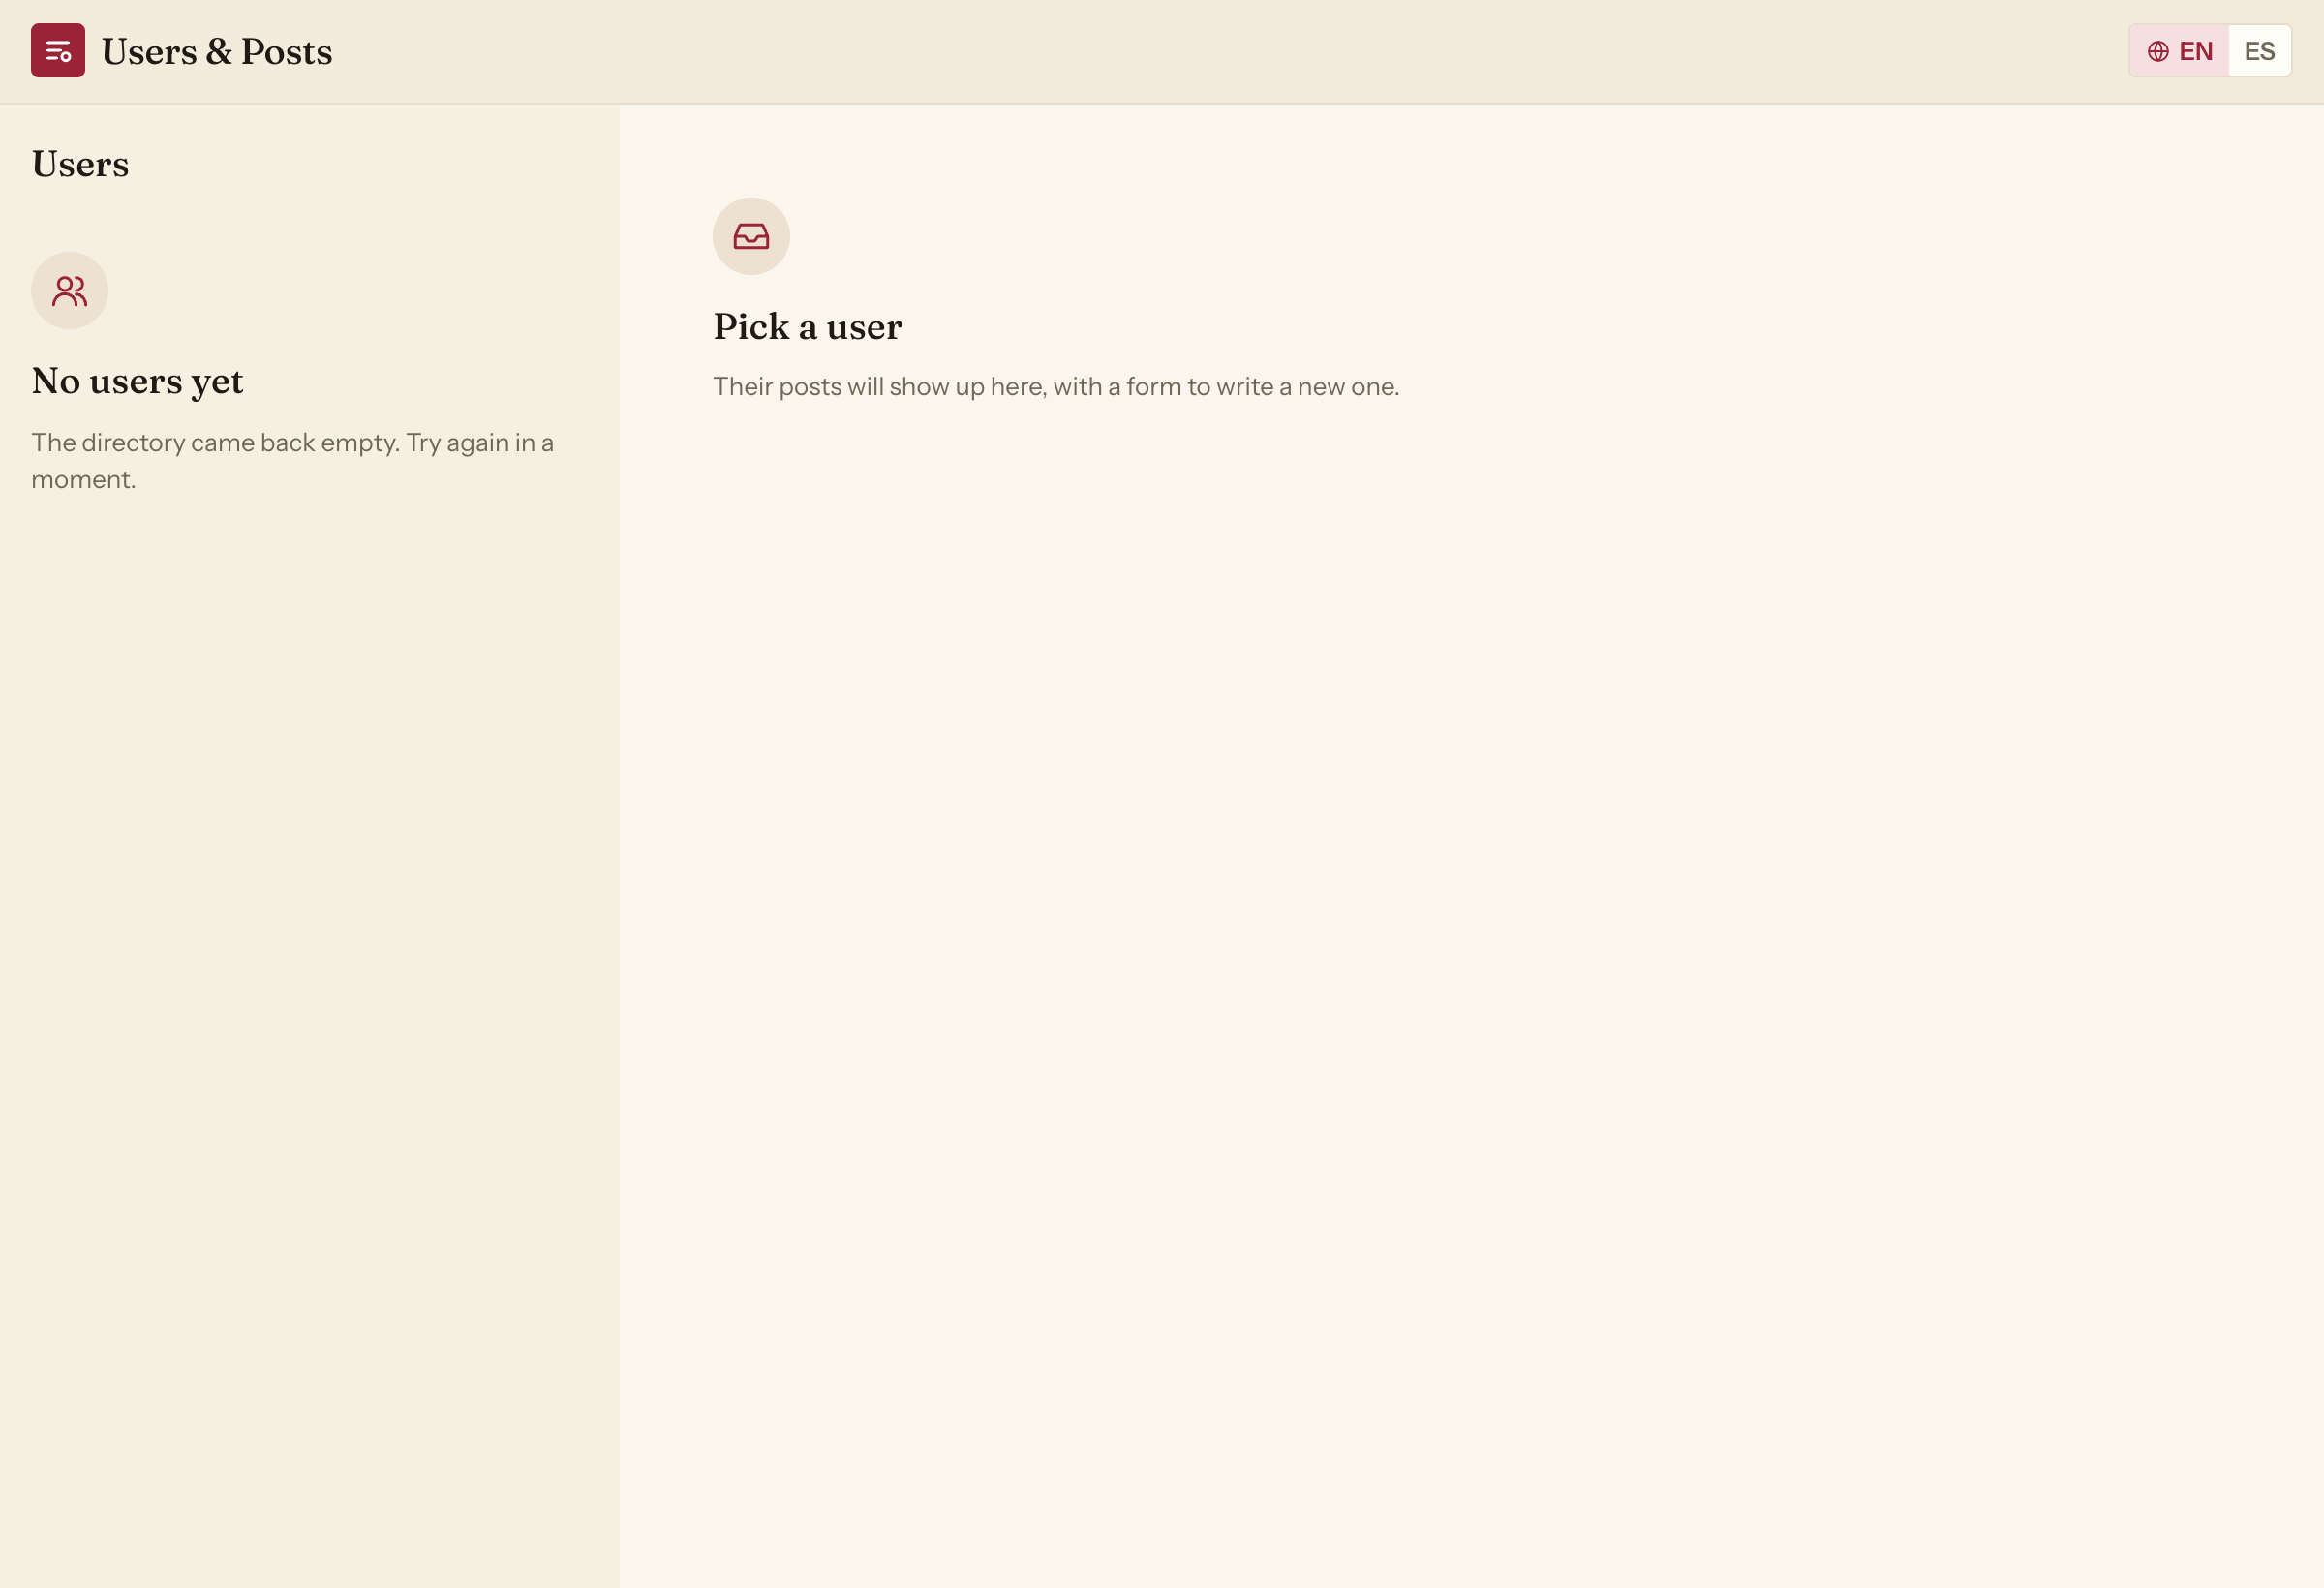 Users & Posts
EN
ES
Users
No users yet
The directory came back empty. Try again in a
moment.
Pick a user
Their posts will show up here, with a form to write a new one.